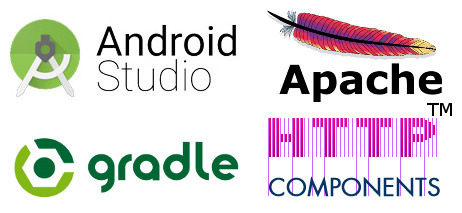 Android
Studio
Apache
TM
HTTP
COMPONENTS
gradle